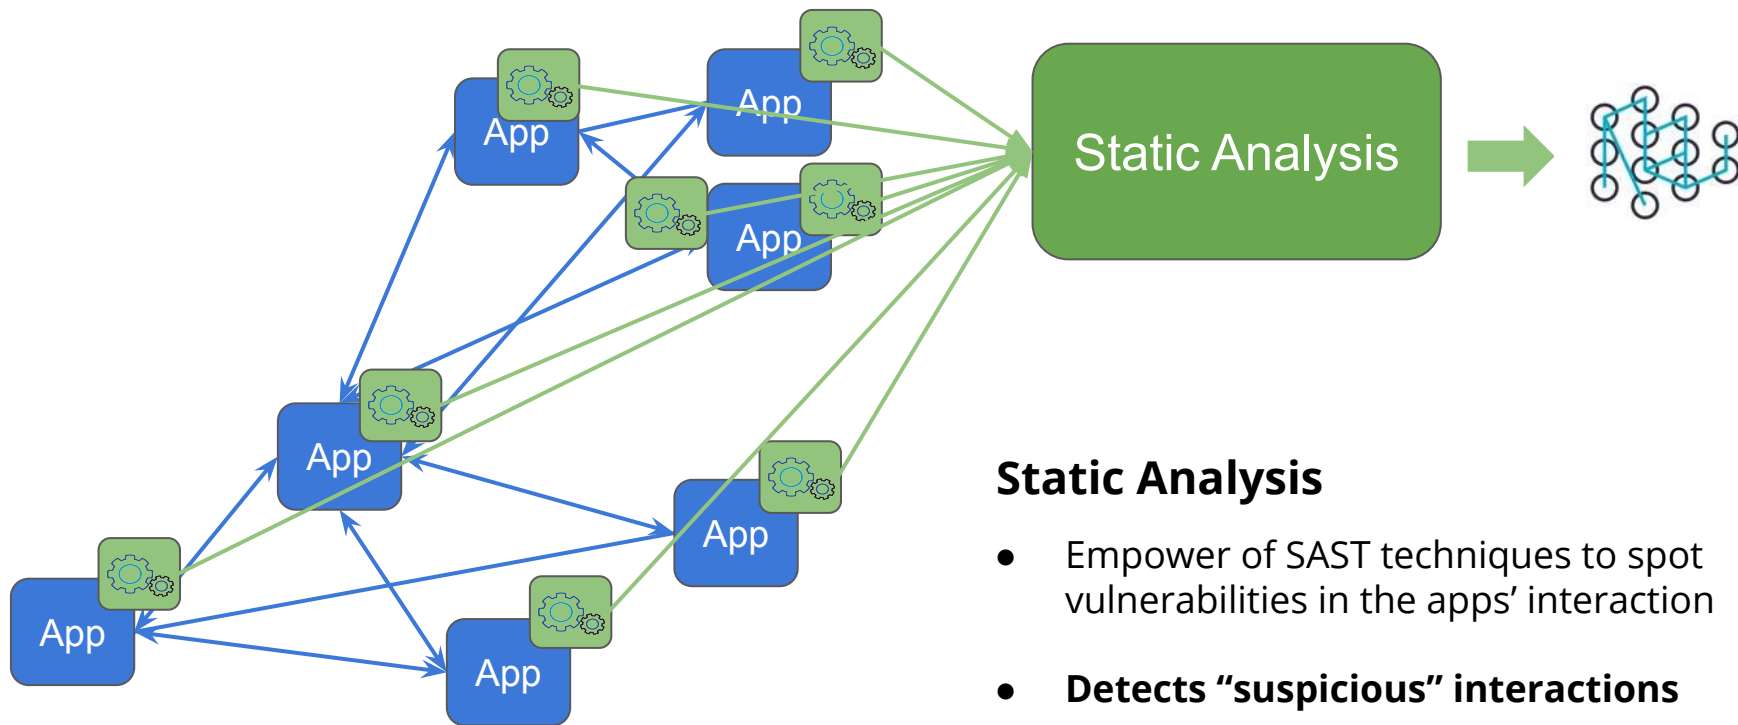 App
App
Static Analysis
App
App
App
App
App
Static Analysis
● Empower of SAST techniques to spot
vulnerabilities in the apps’ interaction
● Detects “suspicious” interactions